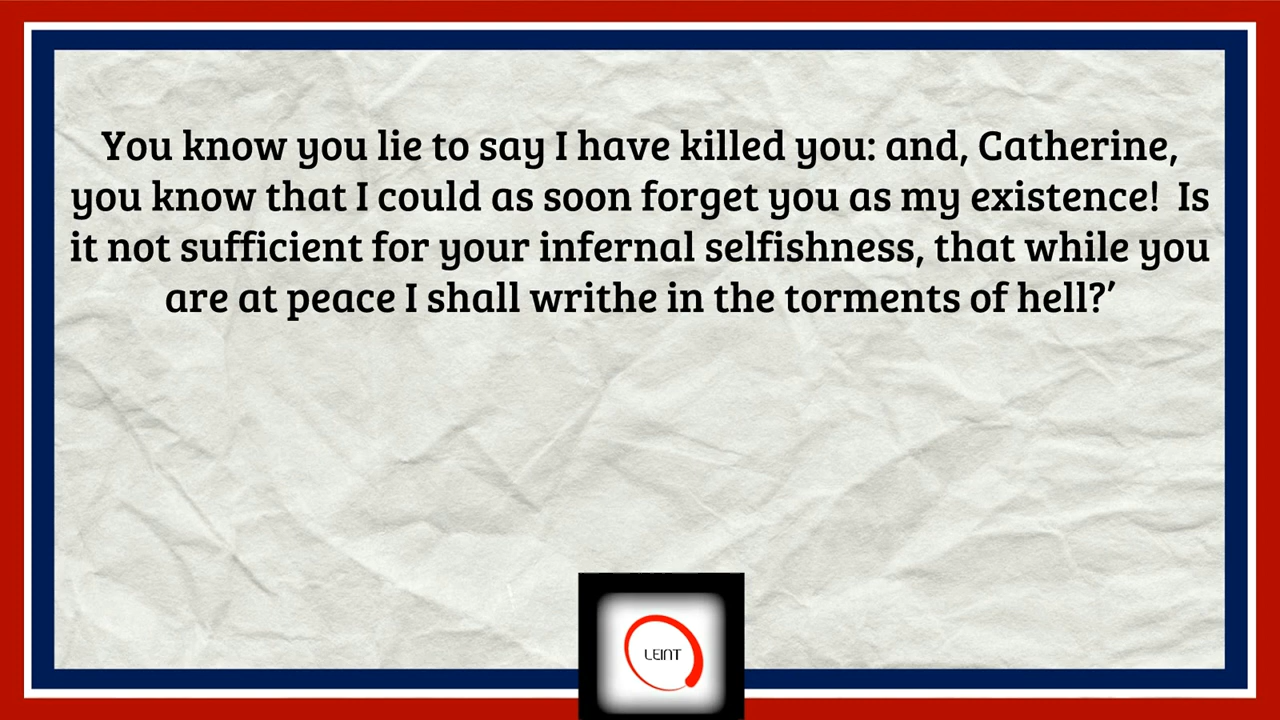 You know you lie to say I have killed you: and, Catherine,
you know that I could as soon forget you as my existence!  Is
it not sufficient for your infernal selfishness, that while you
are at peace I shall writhe in the torments of hell?’
LEINT